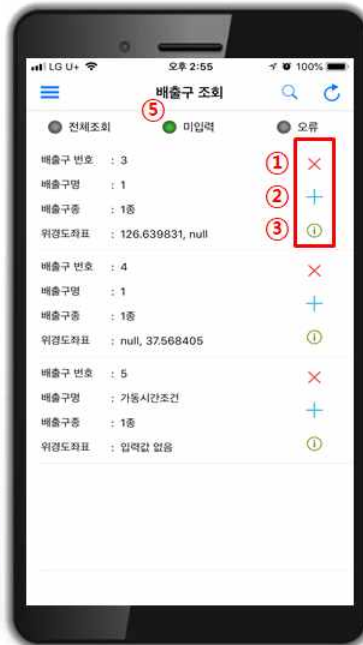 LG U+ 오후 2:55 100%
배출구 조회
⑤
전체조회 미입력 오류
배출구 번호 : 3 ①
배출구명 : 1 ②
배출구종 : 1종 ③
위경도좌표 : 126.639831, null
배출구 번호 : 4
배출구명 : 1
배출구종 : 1종
위경도좌표 : null, 37.568405
배출구 번호 : 5
배출구명 : 가동시간조건
배출구종 : 1종
위경도좌표 : 입력값 없음